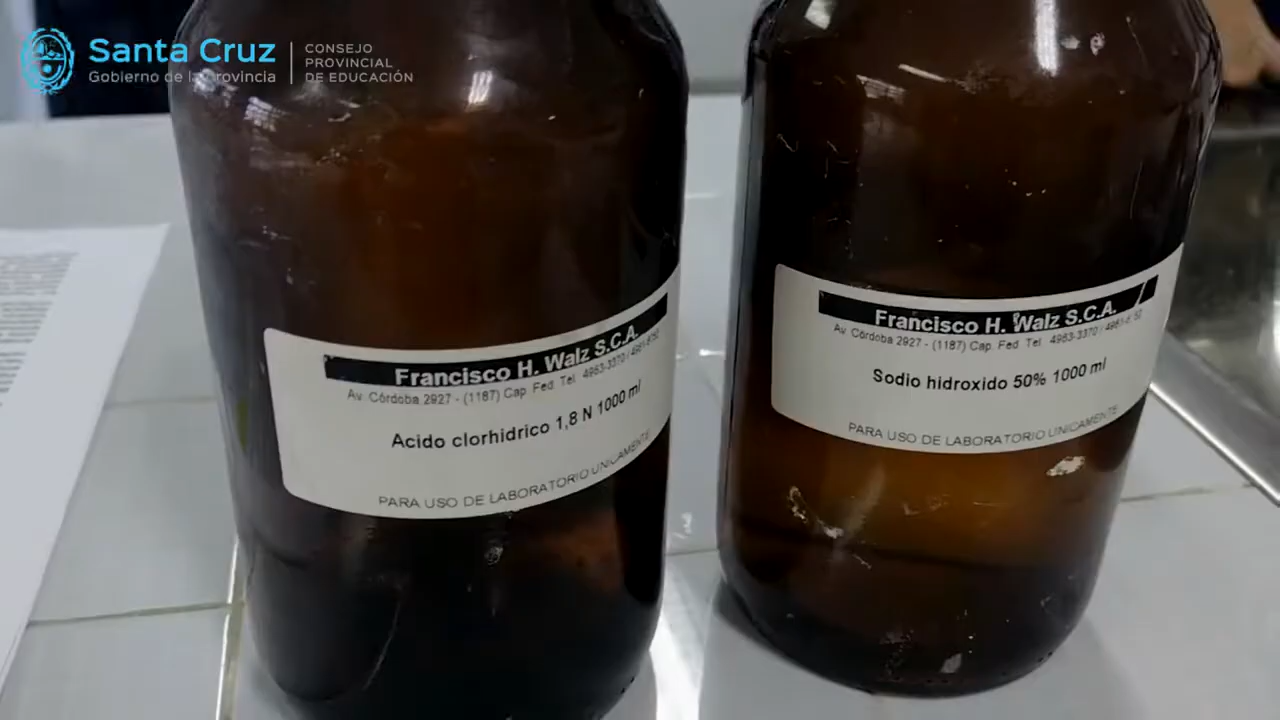 Santa Cruz
Gobierno de la Provincia
CONSEJO
PROVINCIAL
DE EDUCACIÓN
Francisco H. Walz S.C.A.
Av. Córdoba 2927 - (1187) Cap. Fed. Tel. 4963-3370 /
Acido clorhidrico 1,8 N 1000 ml
PARA USO DE LABORATORIO UNICAMENTE
Francisco H. Walz S.C.A.
Av. Córdoba 2927 - (1187) Cap. Fed. Tel. 4963-3370 /
Sodio hidroxido 50% 1000 ml
PARA USO DE LABORATORIO UNICAMENTE